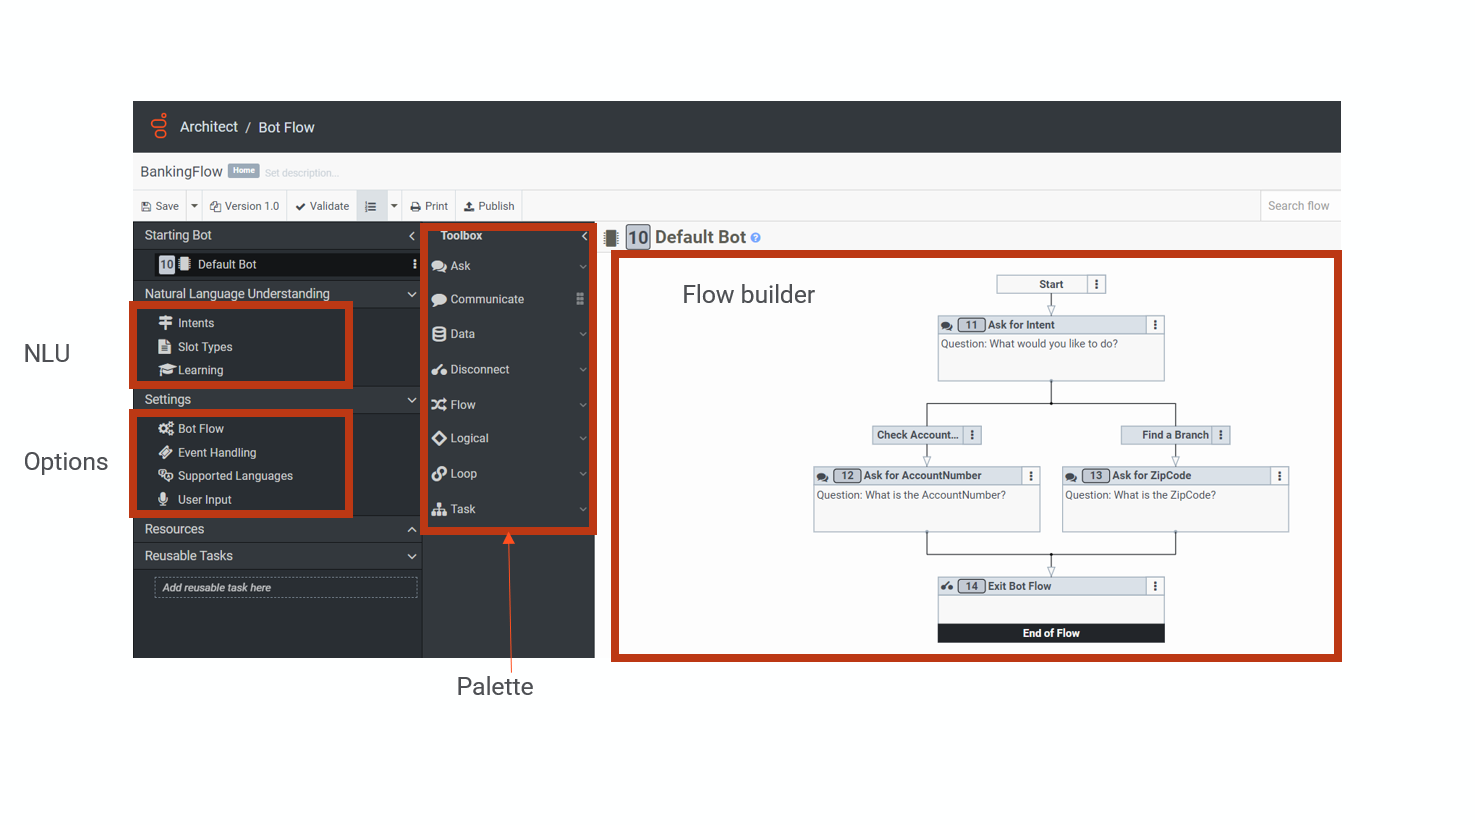 Architect / Bot Flow
BankingFlow Home Set description...
Save Version 1.0 Validate Print Publish Search flow
Starting Bot
10 Default Bot
Natural Language Understanding
Intents
Slot Types
Learning
Settings
Bot Flow
Event Handling
Supported Languages
User Input
Resources
Reusable Tasks
Add reusable task here
NLU
Options
Toolbox
Ask
Communicate
Data
Disconnect
Flow
Logical
Loop
Task
Palette
10 Default Bot ?
Flow builder
Start
11 Ask for Intent
Question: What would you like to do?
Check Account...
Find a Branch
12 Ask for AccountNumber
Question: What is the AccountNumber?
13 Ask for ZipCode
Question: What is the ZipCode?
14 Exit Bot Flow
End of Flow